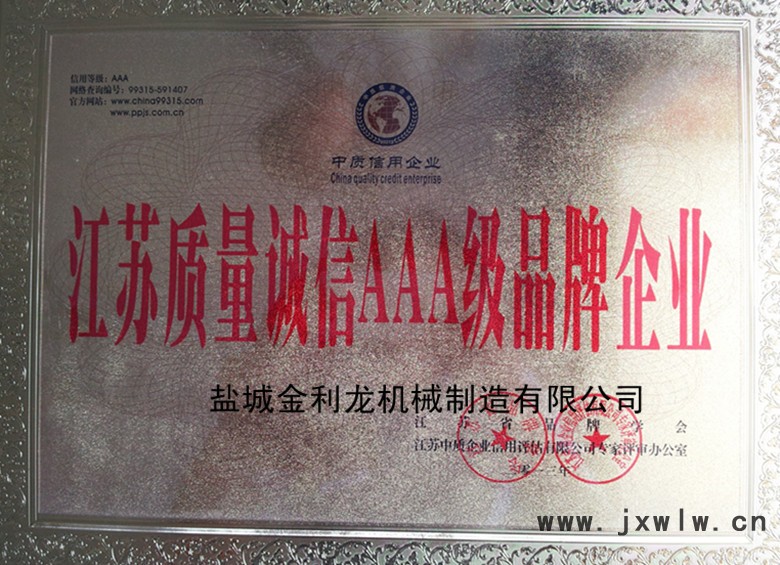 信用等级：AAA
网络查询编号：99315-591407
官方网站：www.china99315.com
www.ppjs.com.cn
中质信用企业
China quality credit enterprise
江苏质量诚信AAA级品牌企业
盐城金利龙机械制造有限公司
江苏省品牌学会
江苏中质企业信用评估有限公司专家评审办公室
www.jxwlw.cn